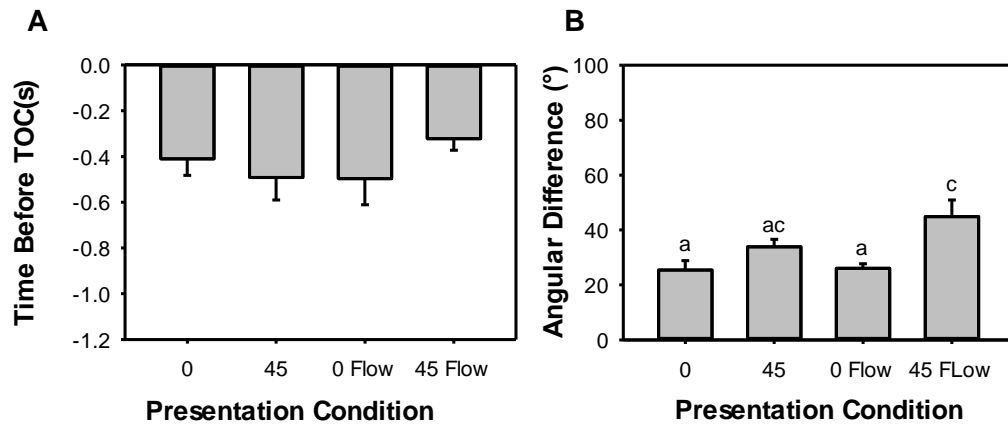 A
Time Before TOC(s)
0.0
-0.2
-0.4
-0.6
-0.8
-1.0
-1.2
0 45 0 Flow 45 Flow
Presentation Condition
B
Angular Difference (°)
100
80
60
40
20
0
a ac a c
0 45 0 Flow 45 FLow
Presentation Condition